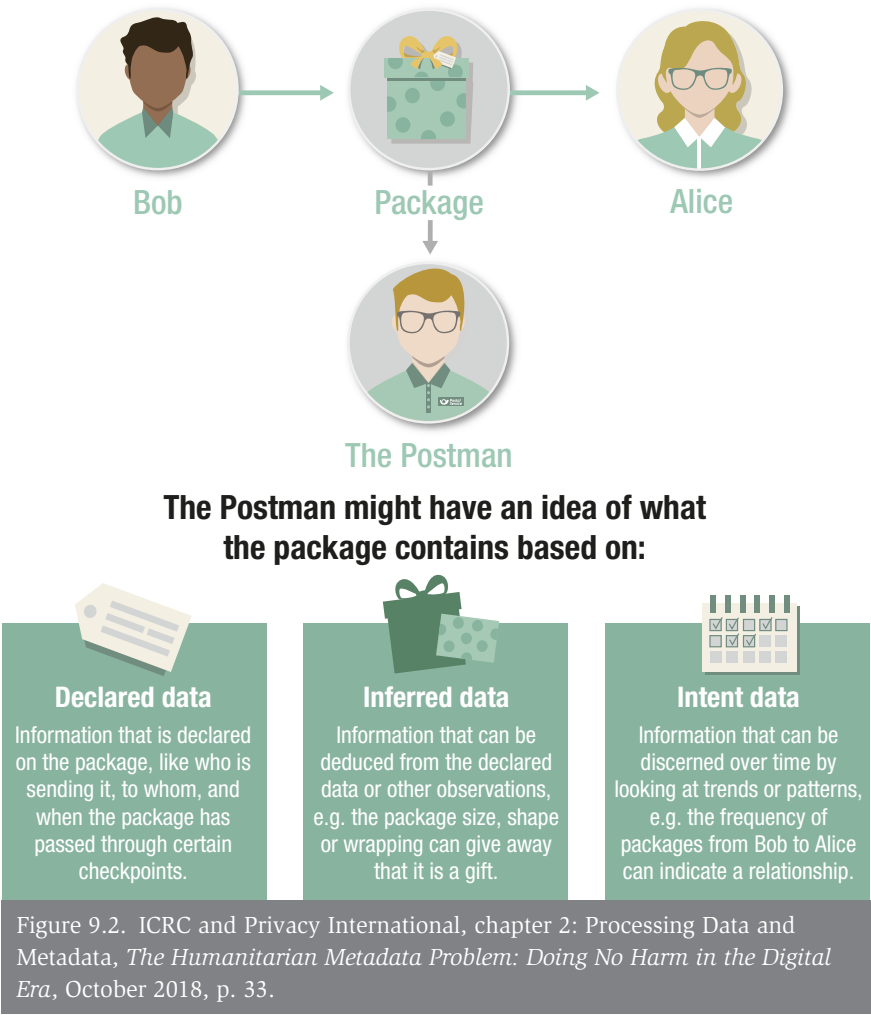 Bob
Package
Alice
The Postman
The Postman might have an idea of what
the package contains based on:
Declared data
Information that is declared
on the package, like who is
sending it, to whom, and
when the package has
passed through certain
checkpoints.
Inferred data
Information that can be
deduced from the declared
data or other observations,
e.g. the package size, shape
or wrapping can give away
that it is a gift.
Intent data
Information that can be
discerned over time by
looking at trends or patterns,
e.g. the frequency of
packages from Bob to Alice
can indicate a relationship.
Figure 9.2. ICRC and Privacy International, chapter 2: Processing Data and
Metadata, The Humanitarian Metadata Problem: Doing No Harm in the Digital
Era, October 2018, p. 33.